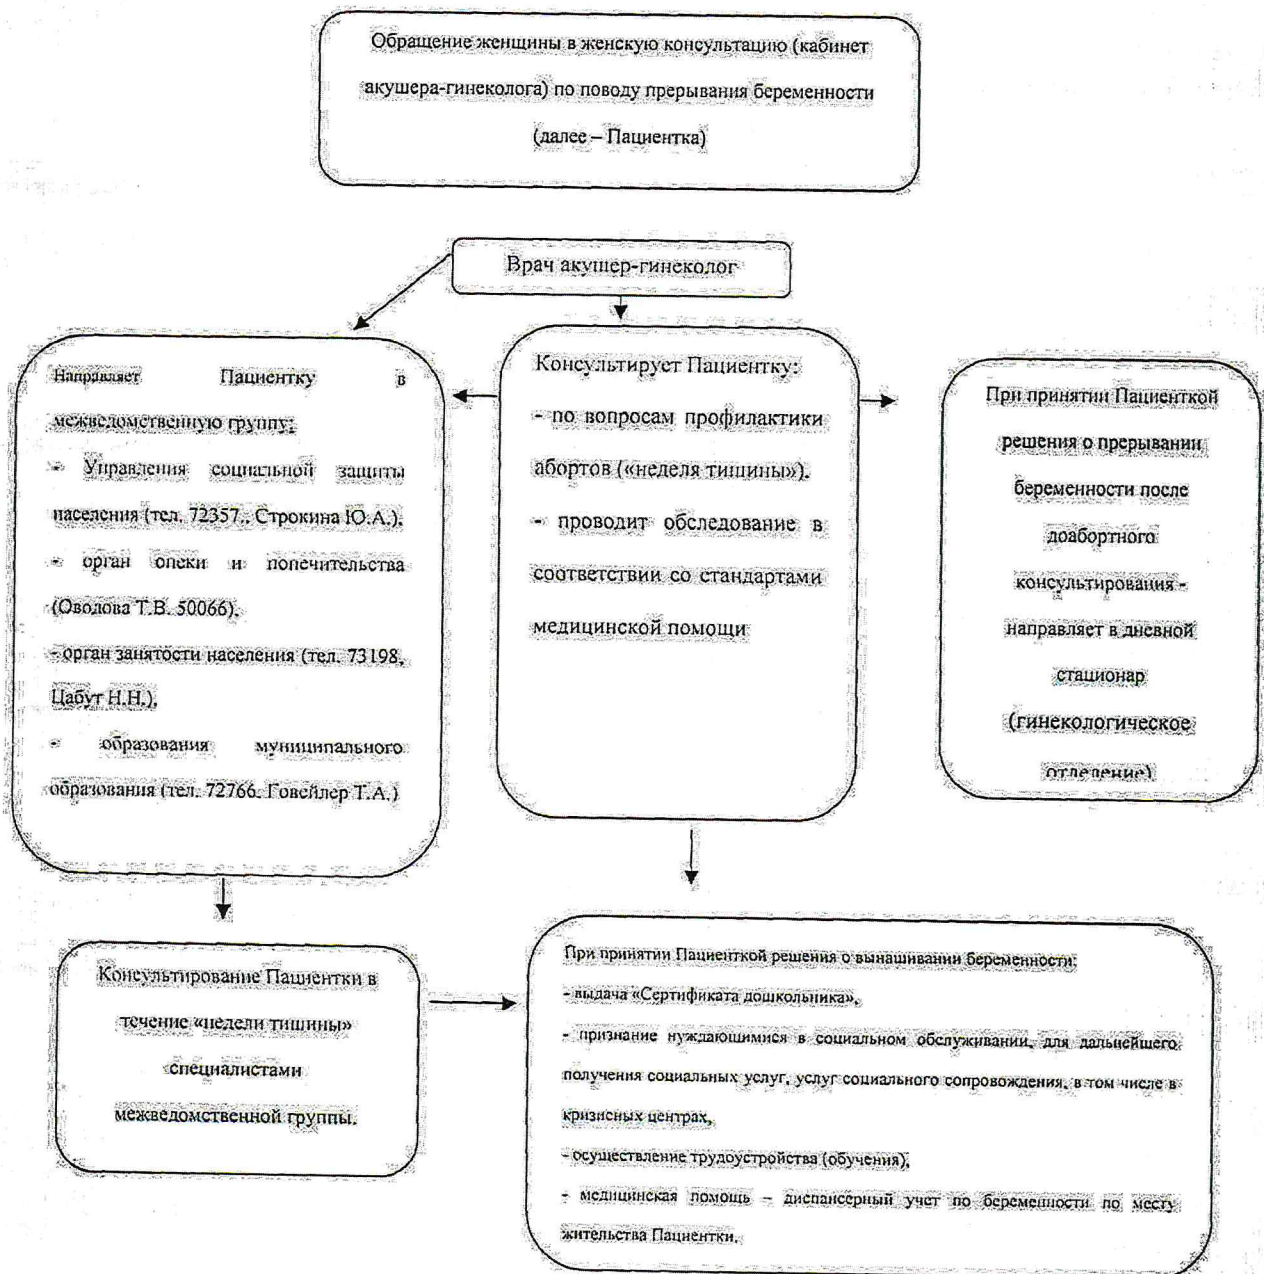 Обращение женщины в женскую консультацию (кабинет
акушера-гинеколога) по поводу прерывания беременности
(далее – Пациентка)
Врач акушер-гинеколог
Направляет Пациентку в
межведомственную группу:
- Управления социальной защиты
населения (тел. 72357., Строкина Ю.А.),
- орган опеки и попечительства
(Оводова Т.В. 50066),
- орган занятости населения (тел. 73198,
Цабут Н.Н.),
- образования муниципального
образования (тел. 72766. Говейлер Т.А.)
Консультирует Пациентку:
- по вопросам профилактики
абортов («неделя тишины»).
- проводит обследование в
соответствии со стандартами
медицинской помощи
При принятии Пациенткой
решения о прерывании
беременности после
доабортного
консультирования -
направляет в дневной
стационар
(гинекологическое
отделение)
Консультирование Пациентки в
течение «недели тишины»
специалистами
межведомственной группы.
При принятии Пациенткой решения о вынашивании беременности:
- выдача «Сертификата дошкольника»,
- признание нуждающимися в социальном обслуживании, для дальнейшего
получения социальных услуг, услуг социального сопровождения, в том числе в
кризисных центрах,
- осуществление трудоустройства (обучения),
- медицинская помощь – диспансерный учет по беременности по месту
жительства Пациентки.